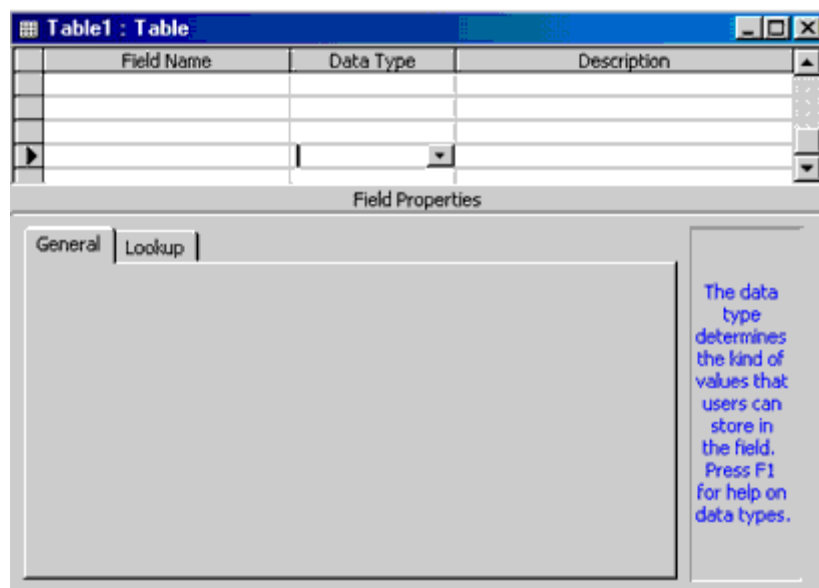 Table1 : Table
Field Name Data Type Description
Field Properties
General Lookup
The data
type
determines
the kind of
values that
users can
store in
the field.
Press F1
for help on
data types.